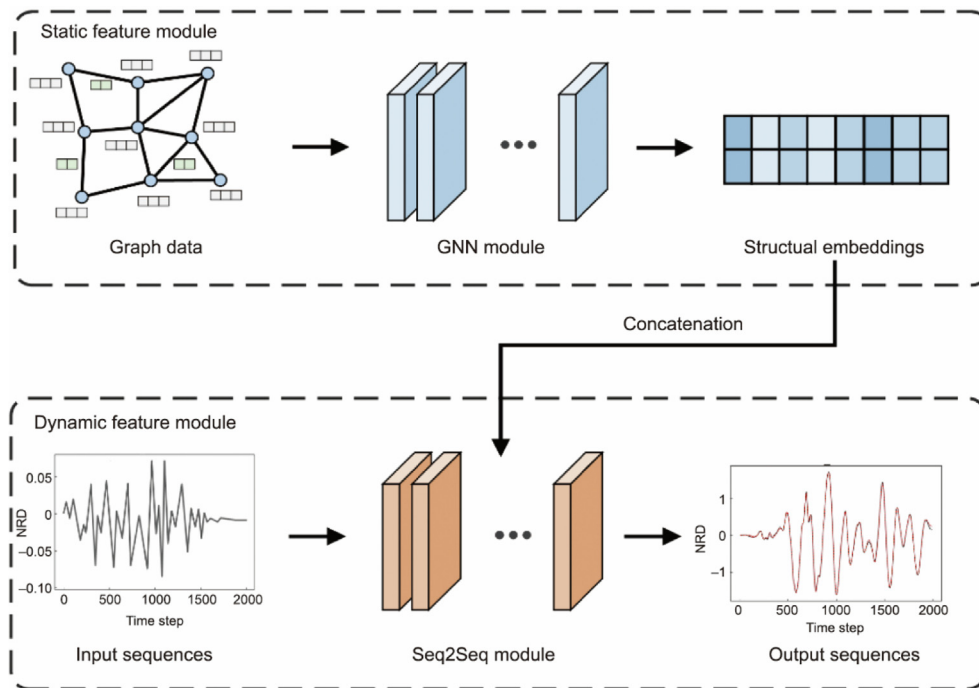 Static feature module
Graph data
GNN module
Structual embeddings
Concatenation
Dynamic feature module
0.05
0
−0.05
−0.10
NRD
0 500 1000 1500 2000
Time step
Input sequences
Seq2Seq module
1
0
−1
NRD
0 500 1000 1500 2000
Time step
Output sequences